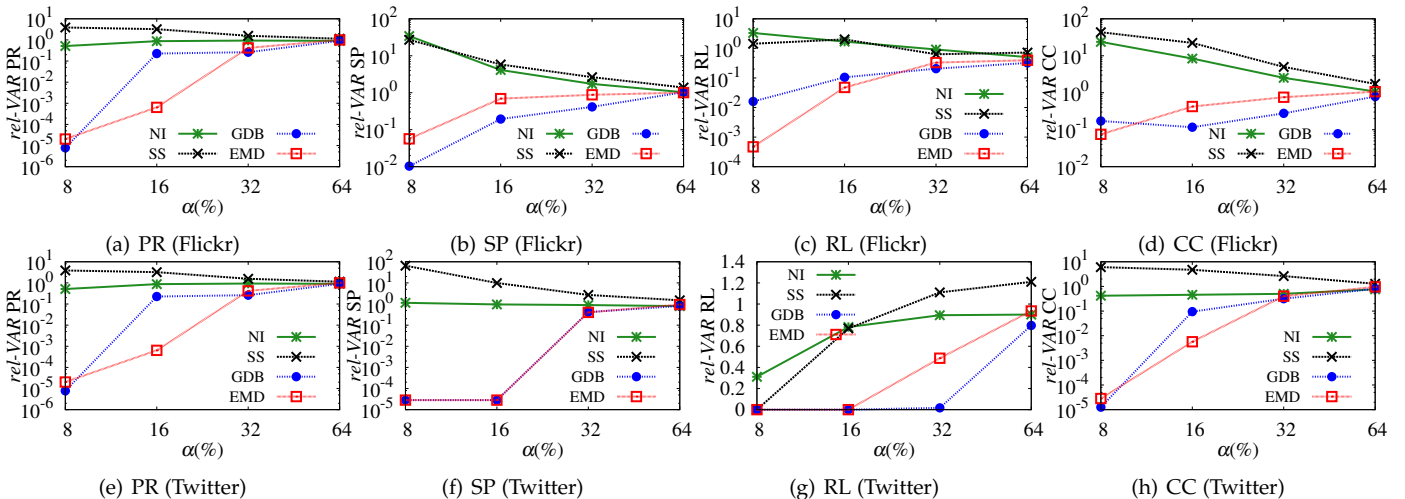 rel-VAR PR
10^1
10^0
10^-1
10^-2
10^-3
10^-4
10^-5
10^-6
NI
SS
GDB
EMD
8 16 32 64
α(%)
(a) PR (Flickr)
rel-VAR SP
10^2
10^1
10^0
10^-1
10^-2
NI
SS
GDB
EMD
8 16 32 64
α(%)
(b) SP (Flickr)
rel-VAR RL
10^1
10^0
10^-1
10^-2
10^-3
10^-4
NI
SS
GDB
EMD
8 16 32 64
α(%)
(c) RL (Flickr)
rel-VAR CC
10^2
10^1
10^0
10^-1
10^-2
NI
SS
GDB
EMD
8 16 32 64
α(%)
(d) CC (Flickr)
rel-VAR PR
10^1
10^0
10^-1
10^-2
10^-3
10^-4
10^-5
10^-6
NI
SS
GDB
EMD
8 16 32 64
α(%)
(e) PR (Twitter)
rel-VAR SP
10^2
10^1
10^0
10^-1
10^-2
10^-3
10^-4
10^-5
NI
SS
GDB
EMD
8 16 32 64
α(%)
(f) SP (Twitter)
rel-VAR RL
1.4
1.2
1
0.8
0.6
0.4
0.2
0
NI
SS
GDB
EMD
8 16 32 64
α(%)
(g) RL (Twitter)
rel-VAR CC
10^1
10^0
10^-1
10^-2
10^-3
10^-4
10^-5
NI
SS
GDB
EMD
8 16 32 64
α(%)
(h) CC (Twitter)